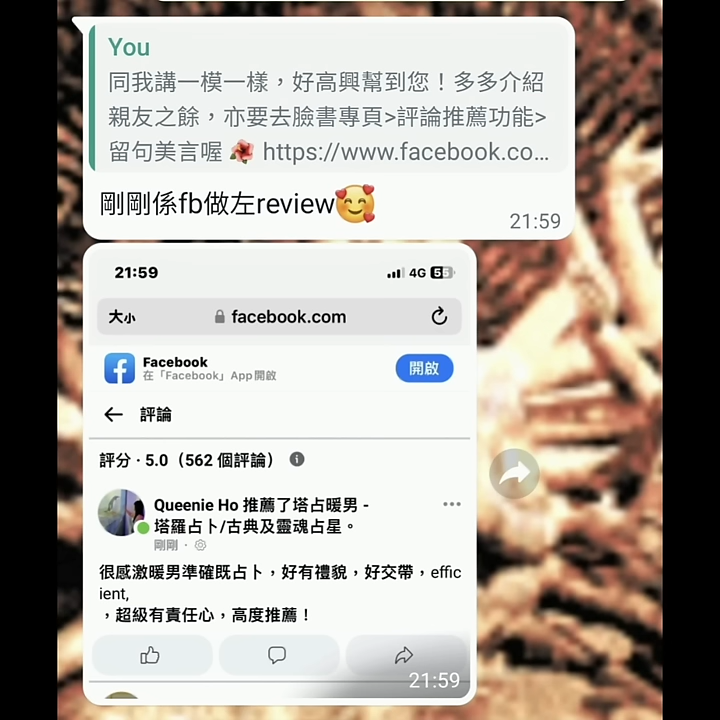 You
同我講一模一樣，好高興幫到您！多多介紹
親友之餘，亦要去臉書專頁>評論推薦功能>
留句美言喔 🌺 https://www.facebook.co...
剛剛係fb做左review🥰
21:59
21:59
4G 55
大小
facebook.com
Facebook
在「Facebook」App開啟
開啟
評論
評分 · 5.0（562 個評論）
Queenie Ho 推薦了塔占暖男 -
塔羅占卜/古典及靈魂占星。
剛剛 ·
很感激暖男準確既占卜，好有禮貌，好交帶，effic
ient,
，超級有責任心，高度推薦！
21:59